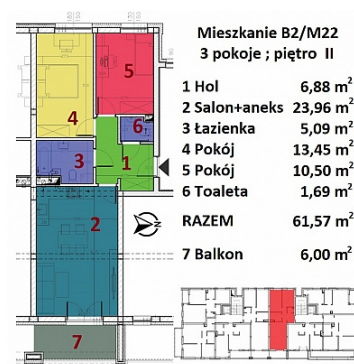 Mieszkanie B2/M22
3 pokoje ; piętro II
1 Hol 6,88 m²
2 Salon+aneks 23,96 m²
3 Łazienka 5,09 m²
4 Pokój 13,45 m²
5 Pokój 10,50 m²
6 Toaleta 1,69 m²
RAZEM 61,57 m²
7 Balkon 6,00 m²
5
4
6
3
1
2
N
7